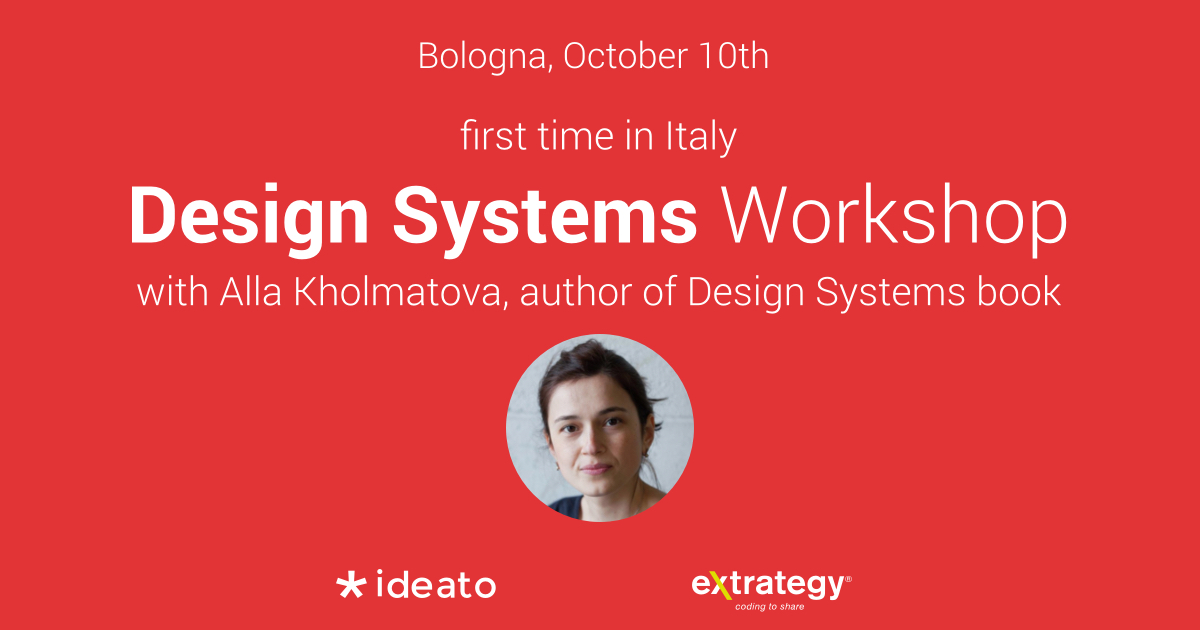 Bologna, October 10th
first time in Italy
Design Systems Workshop
with Alla Kholmatova, author of Design Systems book
ideato
extrategy®
coding to share